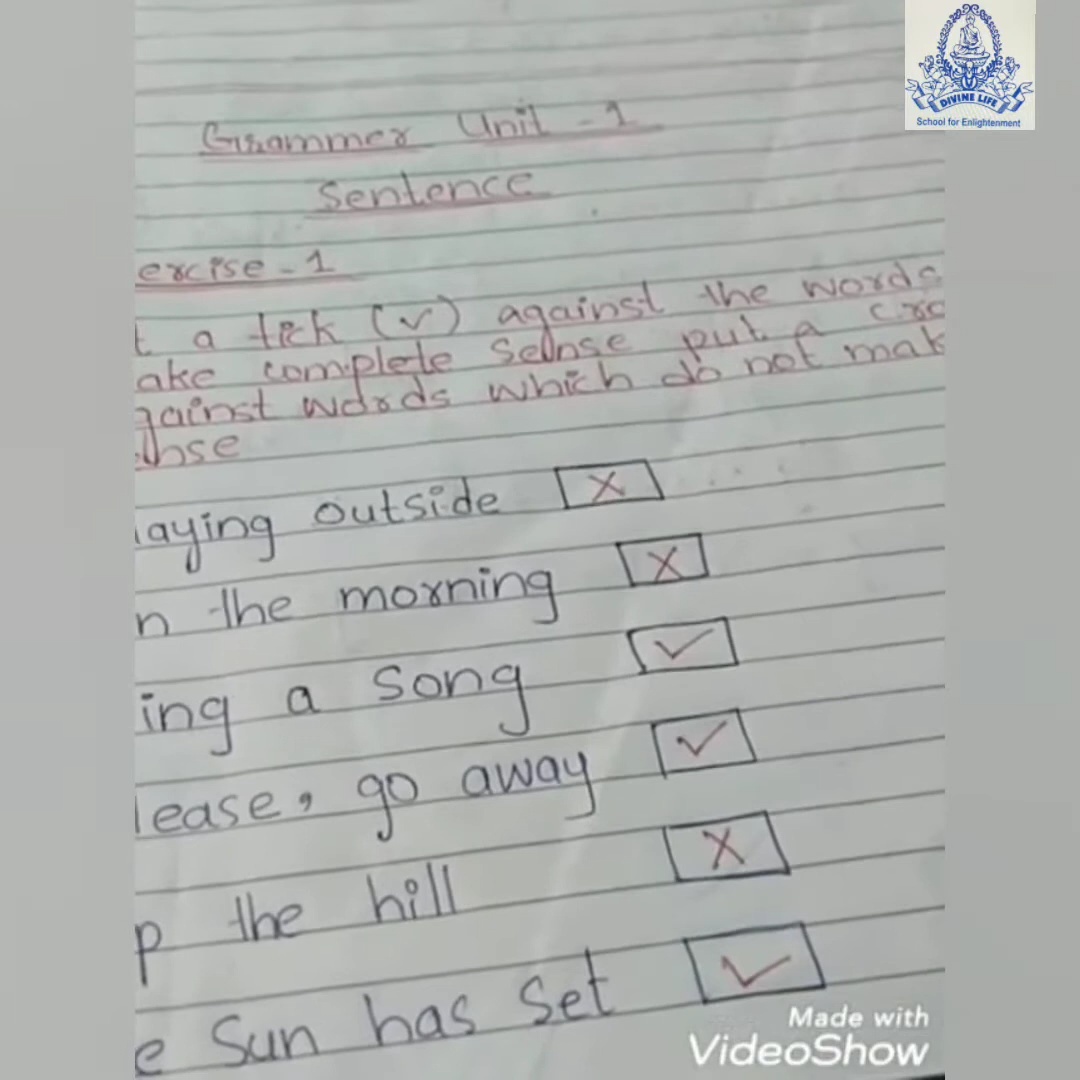 DIVINE LIFE
School for Enlightenment
Grammer Unit - 1
Sentence
ercise - 1
t a tick (✓) against the words
ake complete sense put a cro
gainst words which do not mak
nse
laying outside X
n the morning X
ing a song ✓
lease, go away ✓
p the hill X
e Sun has set ✓
Made with
VideoShow